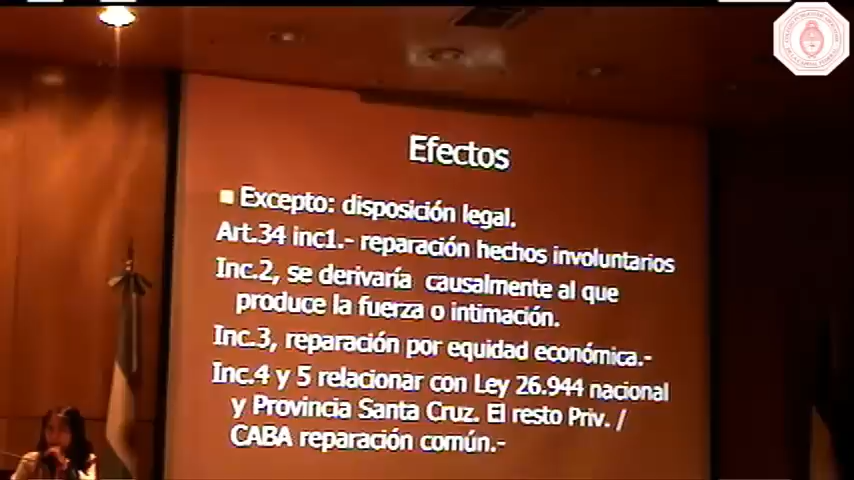 Efectos
Excepto: disposición legal.
Art.34 inc1.- reparación hechos involuntarios
Inc.2, se derivaría causalmente al que
produce la fuerza o intimación.
Inc.3, reparación por equidad económica.-
Inc.4 y 5 relacionar con Ley 26.944 nacional
y Provincia Santa Cruz. El resto Priv. /
CABA reparación común.-